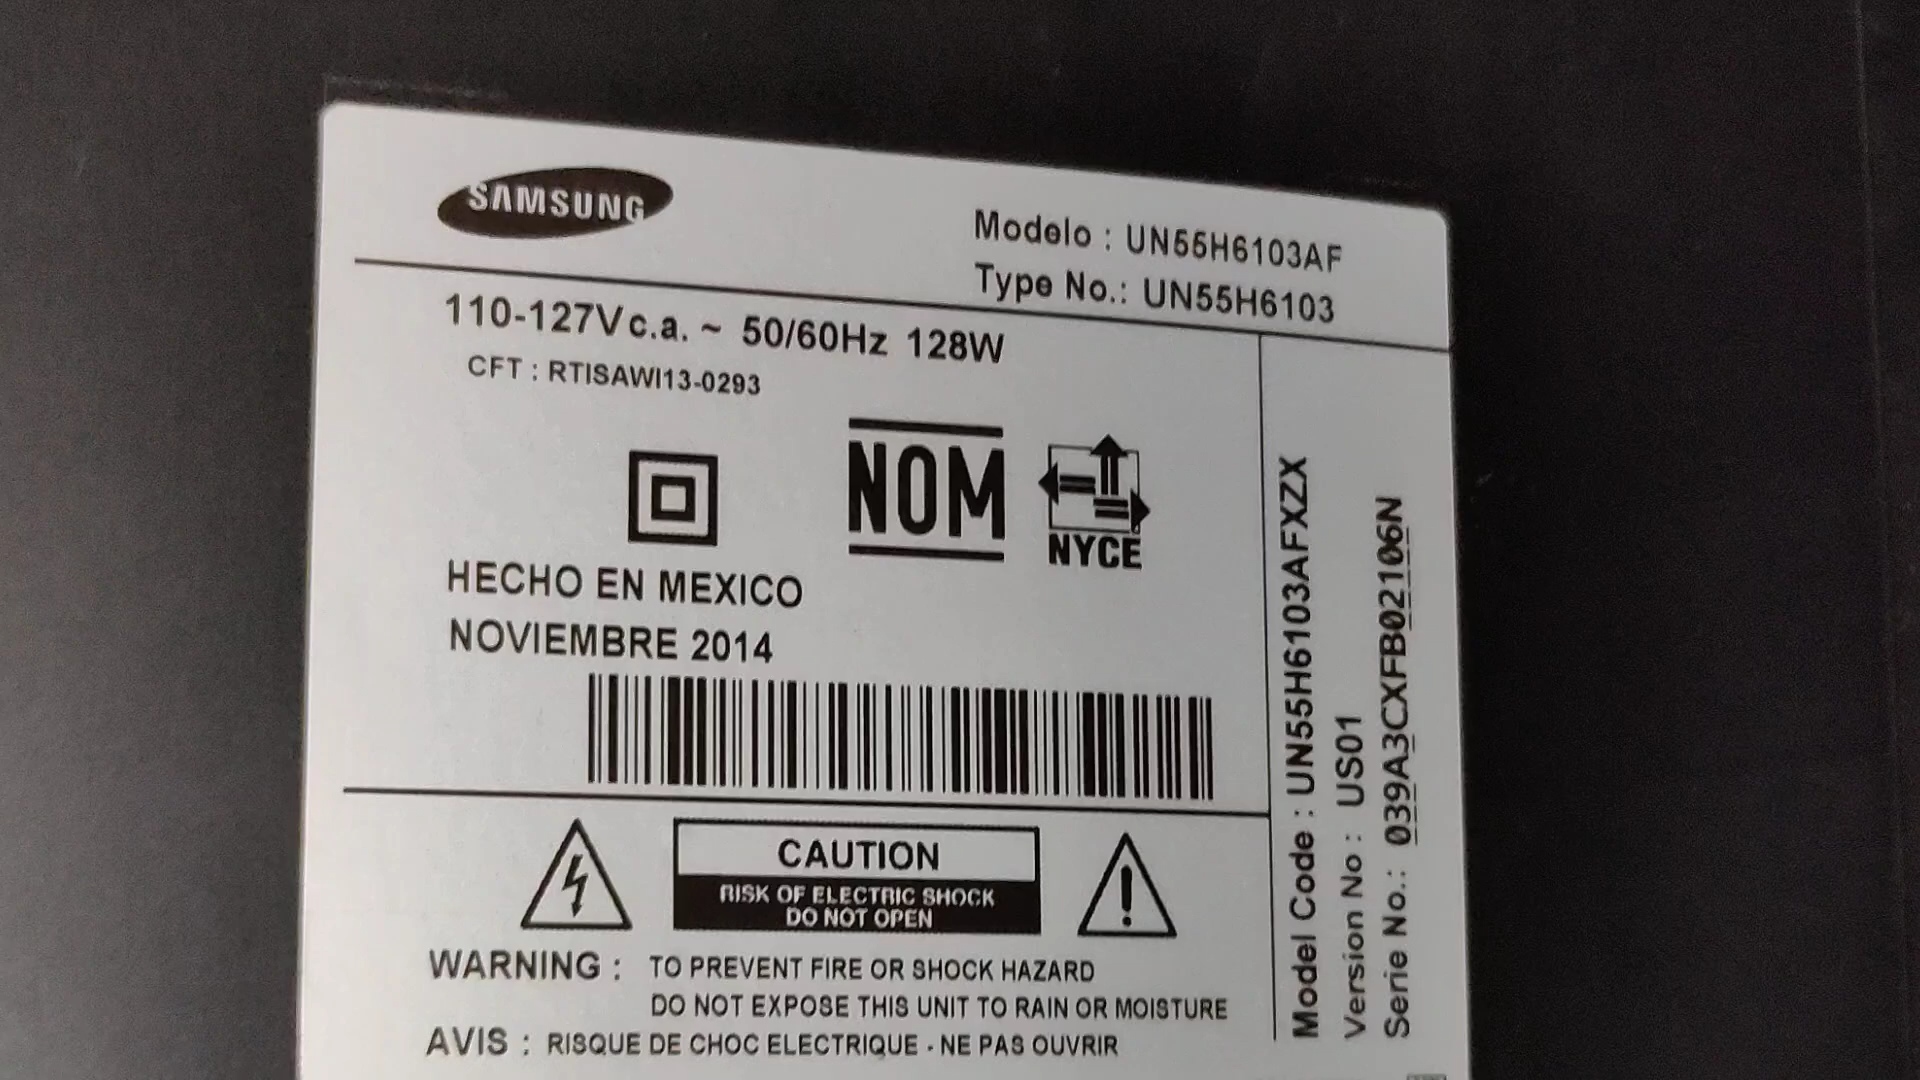 SAMSUNG
Modelo : UN55H6103AF
Type No.: UN55H6103
110-127V c.a. ~ 50/60Hz 128W
CFT : RTISAWI13-0293
NOM
NYCE
HECHO EN MEXICO
NOVIEMBRE 2014
CAUTION
RISK OF ELECTRIC SHOCK
DO NOT OPEN
WARNING : TO PREVENT FIRE OR SHOCK HAZARD
DO NOT EXPOSE THIS UNIT TO RAIN OR MOISTURE
AVIS : RISQUE DE CHOC ELECTRIQUE - NE PAS OUVRIR
Model Code : UN55H6103AFXZX
Version No : US01
Serie No.: 039A3CXFB02106N